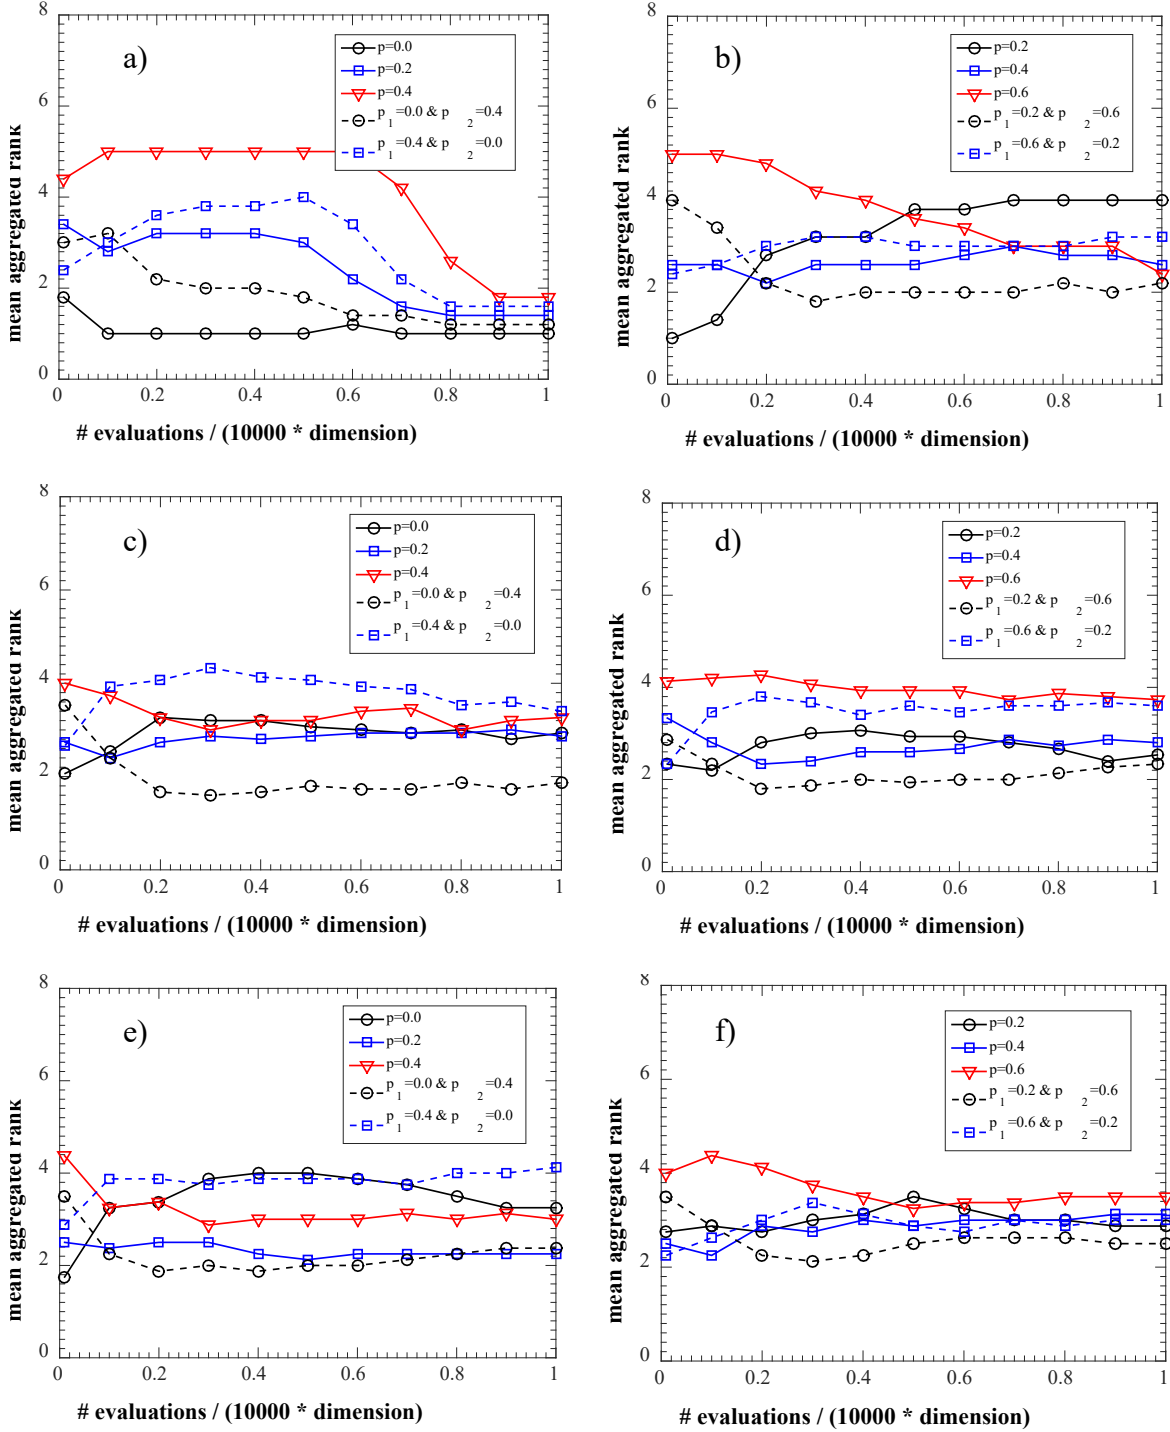 a)
p=0.0
p=0.2
p=0.4
p1=0.0 & p2=0.4
p1=0.4 & p2=0.0
8
6
4
2
0
mean aggregated rank
0 0.2 0.4 0.6 0.8 1
# evaluations / (10000 * dimension)
b)
p=0.2
p=0.4
p=0.6
p1=0.2 & p2=0.6
p1=0.6 & p2=0.2
8
6
4
2
0
mean aggregated rank
0 0.2 0.4 0.6 0.8 1
# evaluations / (10000 * dimension)
c)
p=0.0
p=0.2
p=0.4
p1=0.0 & p2=0.4
p1=0.4 & p2=0.0
8
6
4
2
0
mean aggregated rank
0 0.2 0.4 0.6 0.8 1
# evaluations / (10000 * dimension)
d)
p=0.2
p=0.4
p=0.6
p1=0.2 & p2=0.6
p1=0.6 & p2=0.2
8
6
4
2
0
mean aggregated rank
0 0.2 0.4 0.6 0.8 1
# evaluations / (10000 * dimension)
e)
p=0.0
p=0.2
p=0.4
p1=0.0 & p2=0.4
p1=0.4 & p2=0.0
8
6
4
2
0
mean aggregated rank
0 0.2 0.4 0.6 0.8 1
# evaluations / (10000 * dimension)
f)
p=0.2
p=0.4
p=0.6
p1=0.2 & p2=0.6
p1=0.6 & p2=0.2
8
6
4
2
0
mean aggregated rank
0 0.2 0.4 0.6 0.8 1
# evaluations / (10000 * dimension)